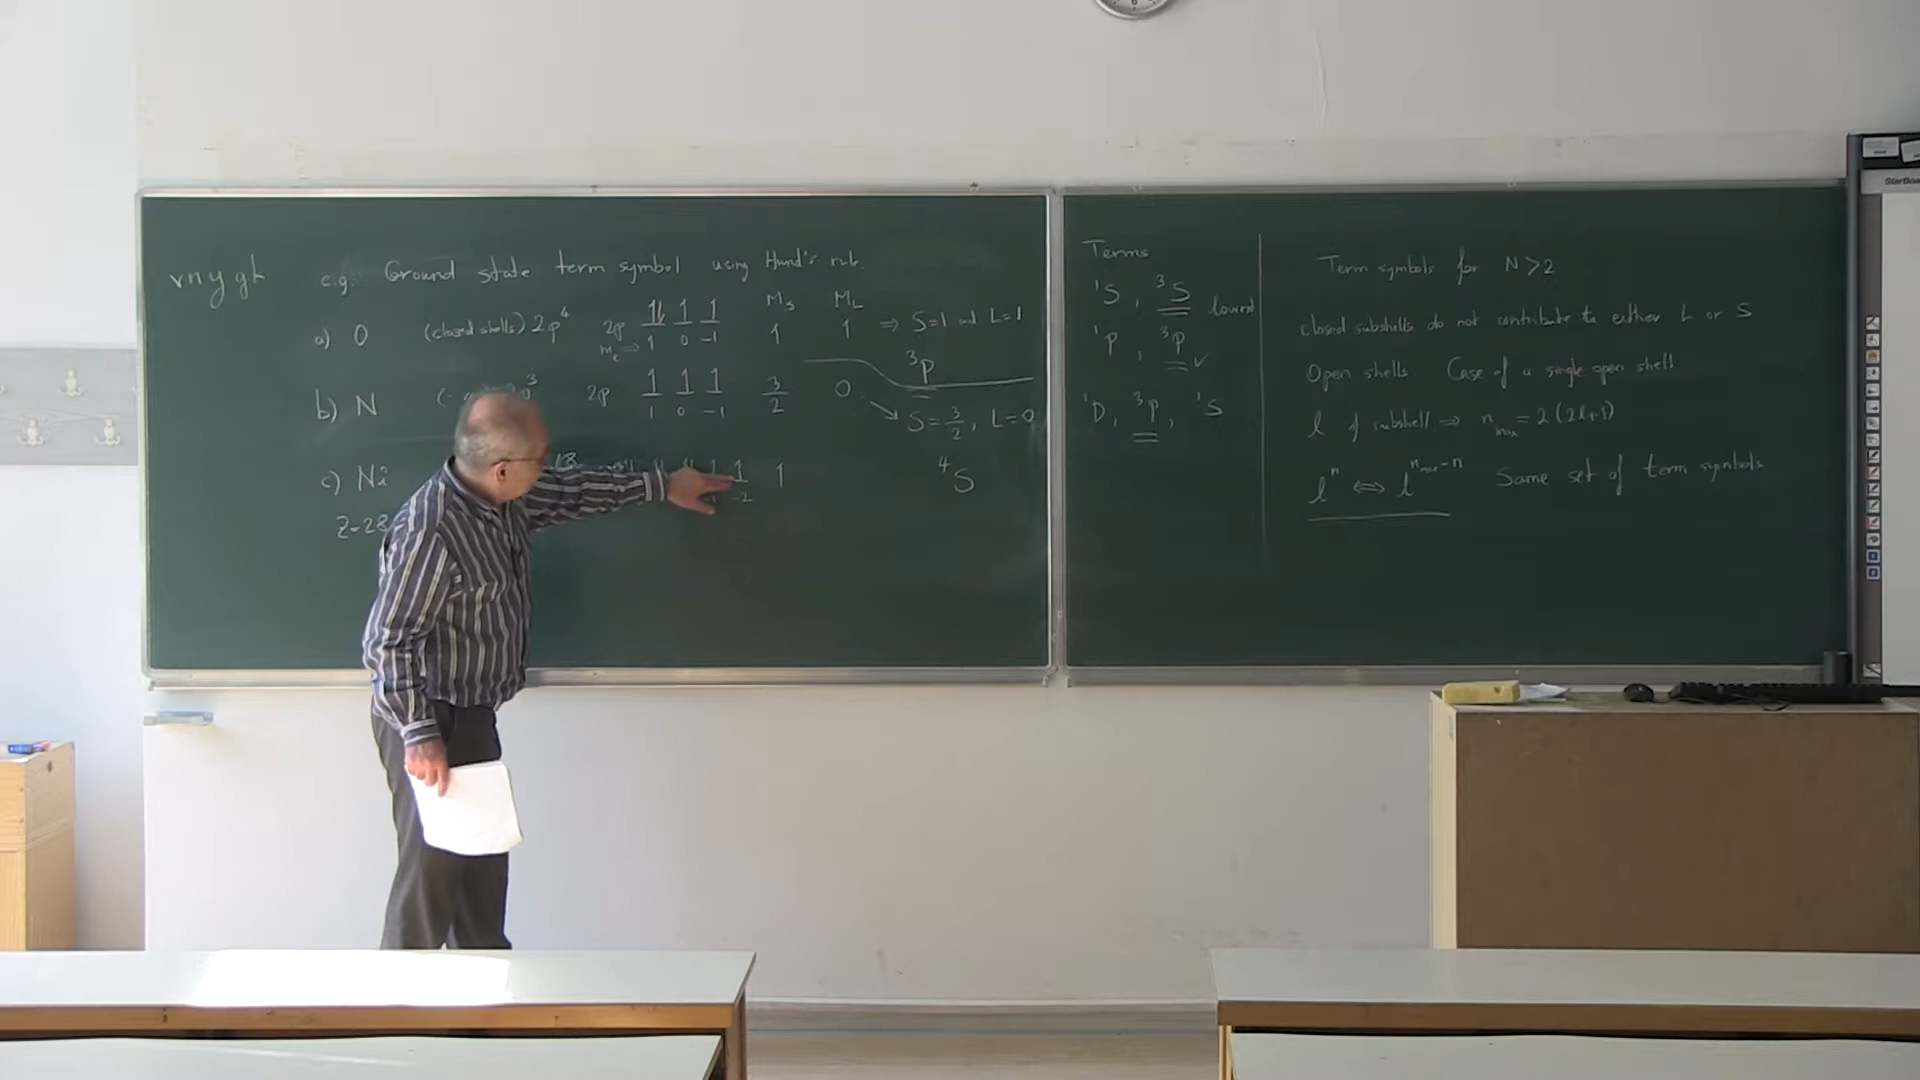 vnygk
e.g. Ground state term symbol using Hund's rule.
M_S M_L
a) O (closed shells) 2p⁴ 2p 1 1 1 1 ⇒ S=1 and L=1
m_ℓ ⇒ 1 0 -1
³P
b) N 2p 1 1 1 3/2 0 S=3/2, L=0
1 0 -1
c) Ni 1 1 ⁴S
-2
Z=28
Terms
¹S, ³S lowest
¹P, ³P ✓
¹D, ³P, ¹S
Term symbols for N>2
closed subshells do not contribute to either L or S
Open shells. Case of a single open shell
l of subshell ⇒ n_max = 2(2l+1)
lⁿ ⇔ l^(n_max-n) Same set of term symbols